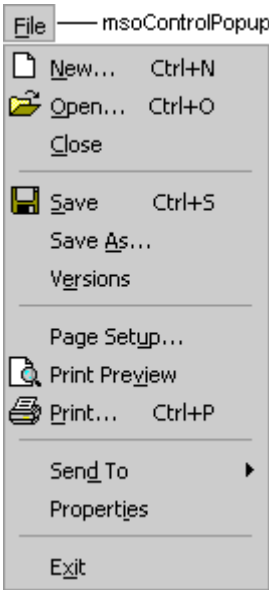 File msoControlPopup
New... Ctrl+N
Open... Ctrl+O
Close
Save Ctrl+S
Save As...
Versions
Page Setup...
Print Preview
Print... Ctrl+P
Send To
Properties
Exit